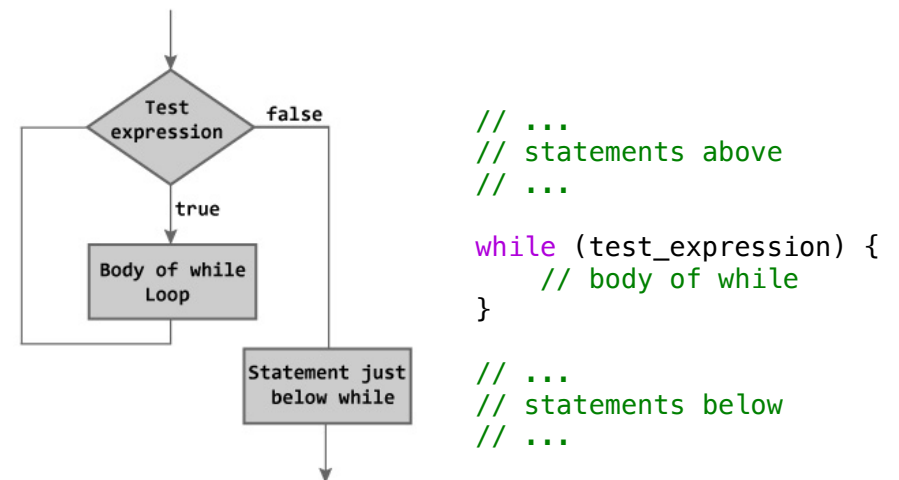 Test
expression
false
true
Body of while
Loop
Statement just
below while
// ...
// statements above
// ...
while (test_expression) {
// body of while
}
// ...
// statements below
// ...